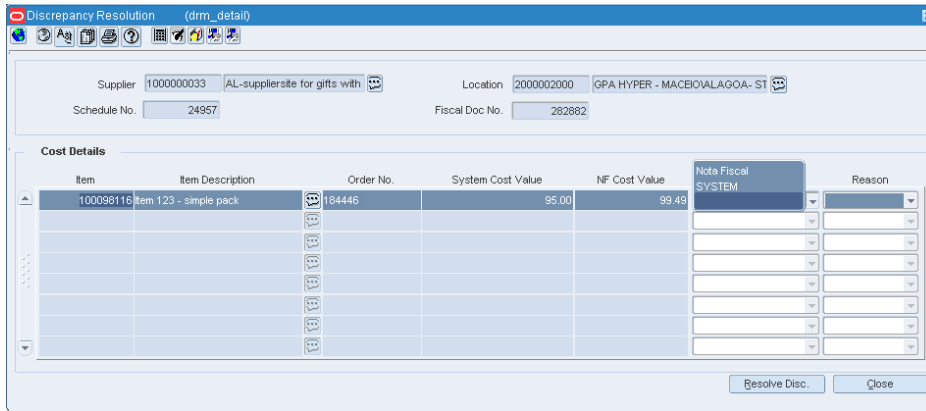 Discrepancy Resolution (drm_detail)
Supplier 1000000033 AL-suppliersite for gifts with Location 2000002000 GPA HYPER - MACEIO\ALAGOA- ST
Schedule No. 24957 Fiscal Doc No. 282882
Cost Details
Item Item Description Order No. System Cost Value NF Cost Value Reason
Nota Fiscal
SYSTEM
100098116 Item 123 - simple pack 184446 95.00 99.49
Resolve Disc. Close